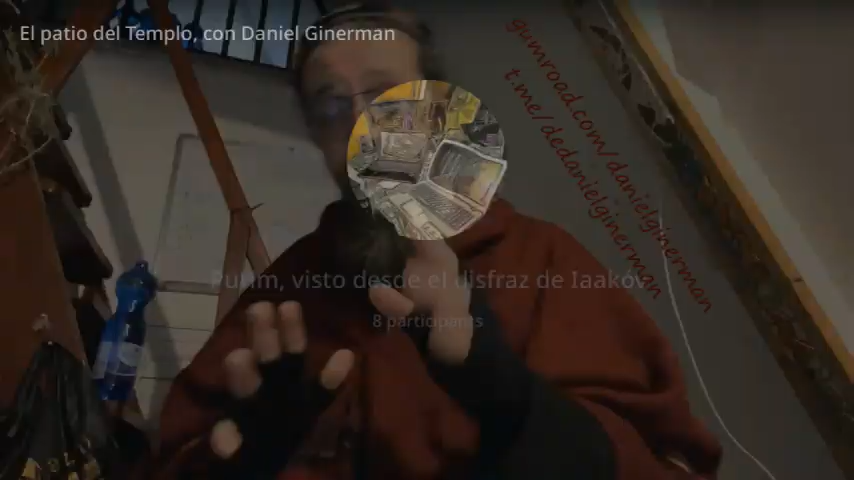 El patio del Templo, con Daniel Ginerman
gumroad.com/danielginerman
t.me/dedanielginerman
Purim, visto desde el disfraz de Iaakov
8 participants